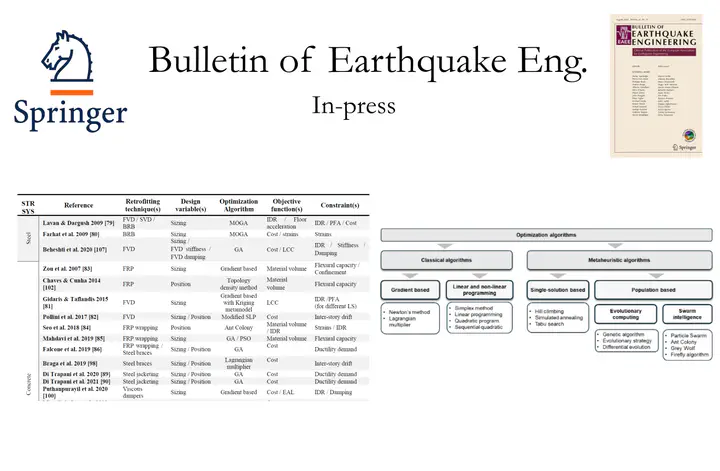 Springer
Bulletin of Earthquake Eng.
In-press
BULLETIN OF
EARTHQUAKE
ENGINEERING
EAEE
Springer
STR SYS Reference Retrofitting technique(s) Design variable(s) Optimization Algorithm Objective function(s) Constraint(s)
Steel
Lavan & Dargush 2009 [79] FVD / SVD / BRB Sizing MOGA IDR / Floor acceleration IDR / PFA / Cost
Farhat et al. 2009 [80] BRB Sizing MOGA Cost / strains Strains
Beheshti et al. 2020 [107] FVD Sizing / FVD stiffness / FVD damping GA Cost / LCC IDR / Stiffness / Damping
Concrete
Zou et al. 2007 [83] FRP Sizing Gradient based Material volume Flexural capacity / Confinement
Chaves & Cunha 2014 [102] FRP Position Topology density method Material volume Flexural capacity
Gidaris & Taflanidis 2015 [81] FVD Sizing Gradient based with Kriging metamodel LCC IDR /PFA (for different LS)
Pollini et al. 2017 [82] FVD Sizing / Position Modified SLP Cost Inter-story drift
Seo et al. 2018 [84] FRP wrapping Position Ant Colony Material volume / IDR Strains / IDR
Mahdavi et al. 2019 [85] FRP wrapping Sizing GA / PSO Material volume Flexural capacity
Falcone et al. 2019 [86] FRP wrapping / Steel braces Sizing / Position GA Cost Ductility demand
Braga et al. 2019 [98] Steel braces Sizing / Position Lagrangian multiplier Cost Inter-story drift
Di Trapani et al. 2020 [89] Steel jacketing Sizing / Position GA Cost Ductility demand
Di Trapani et al. 2021 [90] Steel jacketing Sizing / Position GA Cost Ductility demand
Puthanpurayil et al. 2020 [100] Viscous dampers Sizing Gradient based Cost / EAL IDR / Damping
Optimization algorithms
Classical algorithms
Metaheuristic algorithms
Gradient based
Linear and non-linear
programming
Single-solution based
Population based
• Newton's method
• Lagrangian
multiplier
• Simplex method
• Linear programming
• Quadratic program
• Sequential-quadratic
• Hill climbing
• Simulated annealing
• Tabu search
Evolutionary
computing
Swarm
intelligence
• Genetic algorithm
• Evolutionary strategy
• Differential evolution
• Particle Swarm
• Ant Colony
• Grey Wolf
• Firefly algorithm